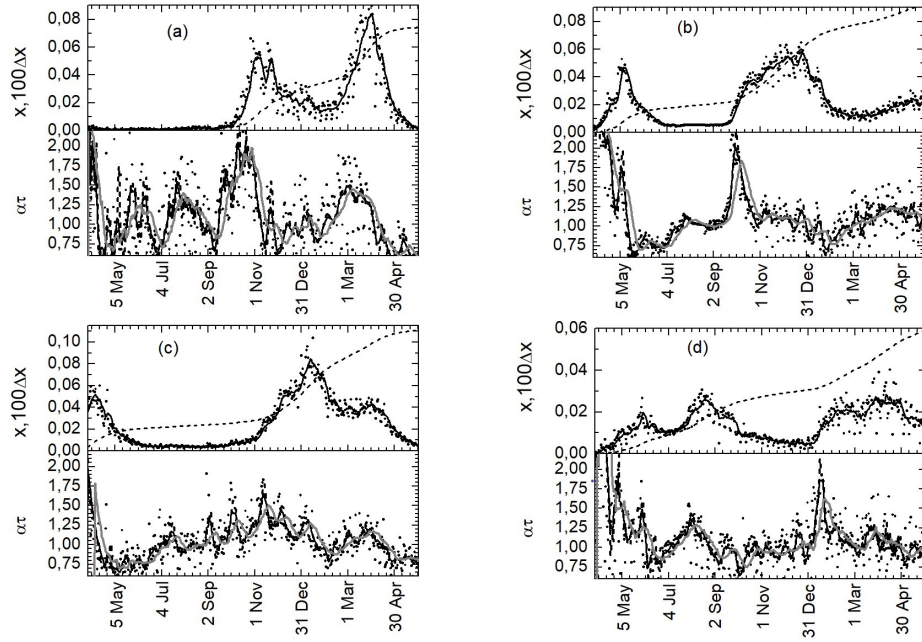 (a)
x,100Δx
0,08
0,06
0,04
0,02
0,00
ατ
2,00
1,75
1,50
1,25
1,00
0,75
5 May
4 Jul
2 Sep
1 Nov
31 Dec
1 Mar
30 Apr
(b)
x,100Δx
0,08
0,06
0,04
0,02
0,00
ατ
2,00
1,75
1,50
1,25
1,00
0,75
5 May
4 Jul
2 Sep
1 Nov
31 Dec
1 Mar
30 Apr
(c)
x,100Δx
0,10
0,08
0,06
0,04
0,02
0,00
ατ
2,00
1,75
1,50
1,25
1,00
0,75
5 May
4 Jul
2 Sep
1 Nov
31 Dec
1 Mar
30 Apr
(d)
x,100Δx
0,06
0,04
0,02
0,00
ατ
2,00
1,75
1,50
1,25
1,00
0,75
5 May
4 Jul
2 Sep
1 Nov
31 Dec
1 Mar
30 Apr